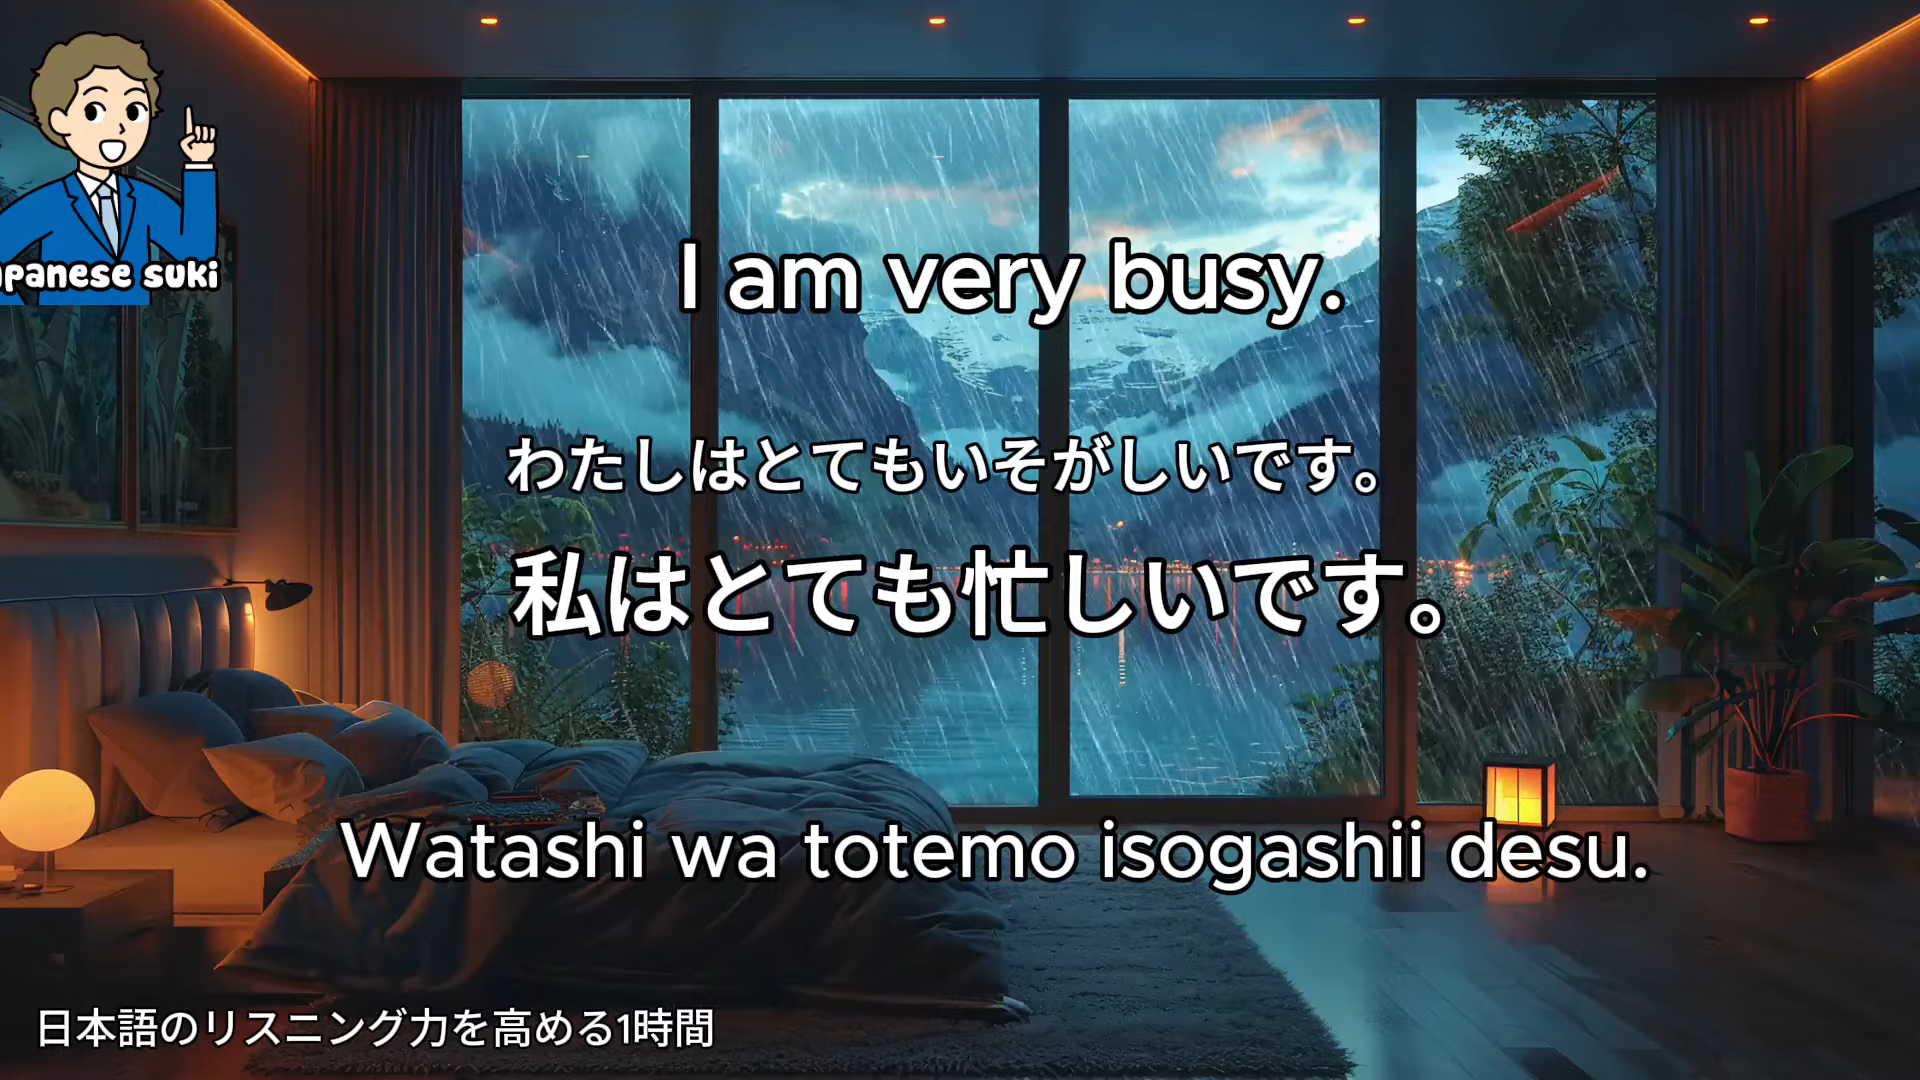 apanese suki
I am very busy.
わたしはとてもいそがしいです。
私はとても忙しいです。
Watashi wa totemo isogashii desu.
日本語のリスニング力を高める1時間